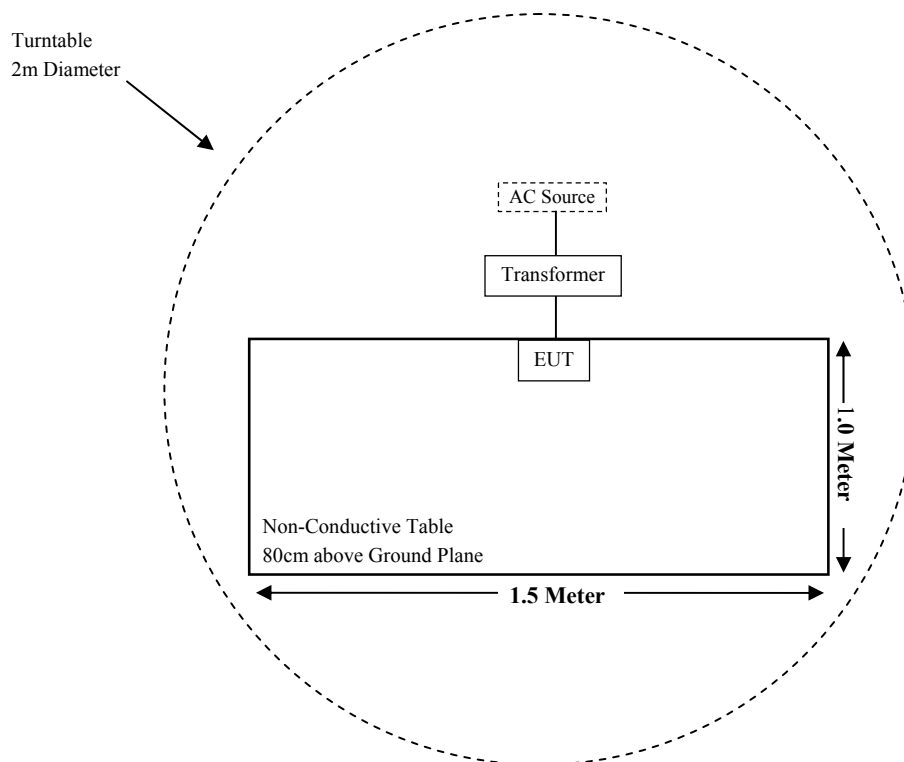 Turntable
2m Diameter
AC Source
Transformer
EUT
1.0 Meter
Non-Conductive Table
80cm above Ground Plane
1.5 Meter